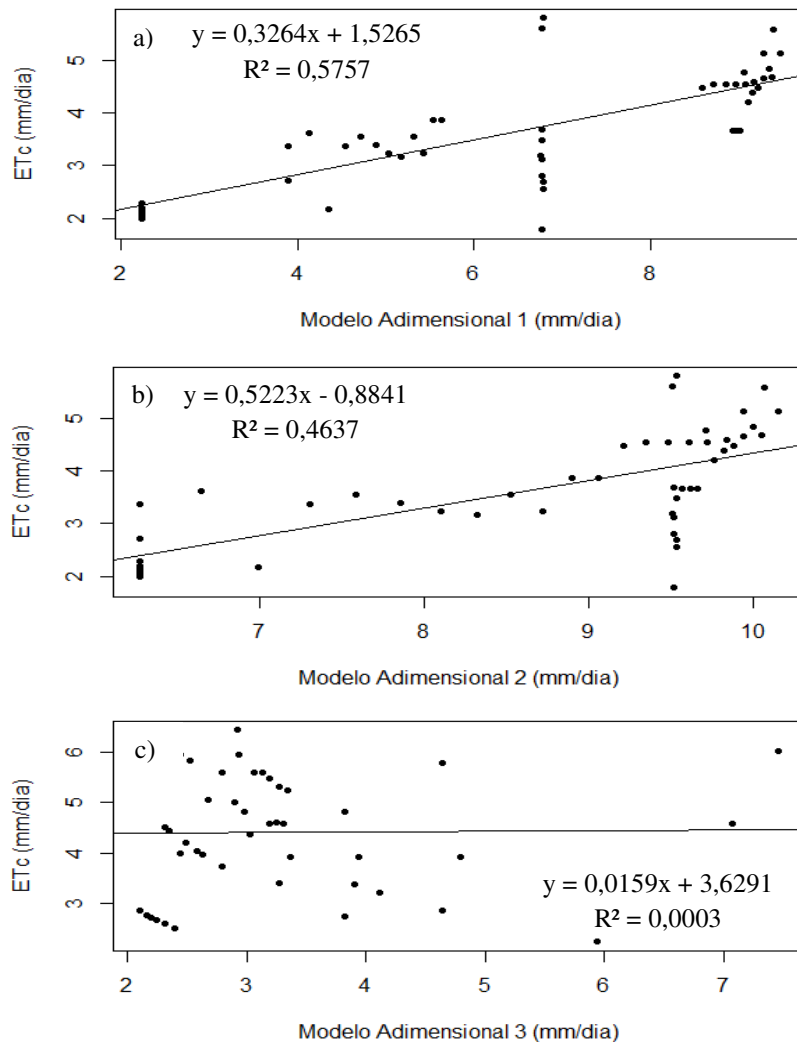 a)
y = 0,3264x + 1,5265
R² = 0,5757
ETc (mm/dia)
5
4
3
2
2 4 6 8
Modelo Adimensional 1 (mm/dia)
b)
y = 0,5223x - 0,8841
R² = 0,4637
ETc (mm/dia)
5
4
3
2
7 8 9 10
Modelo Adimensional 2 (mm/dia)
c)
ETc (mm/dia)
6
5
4
3
y = 0,0159x + 3,6291
R² = 0,0003
2 3 4 5 6 7
Modelo Adimensional 3 (mm/dia)